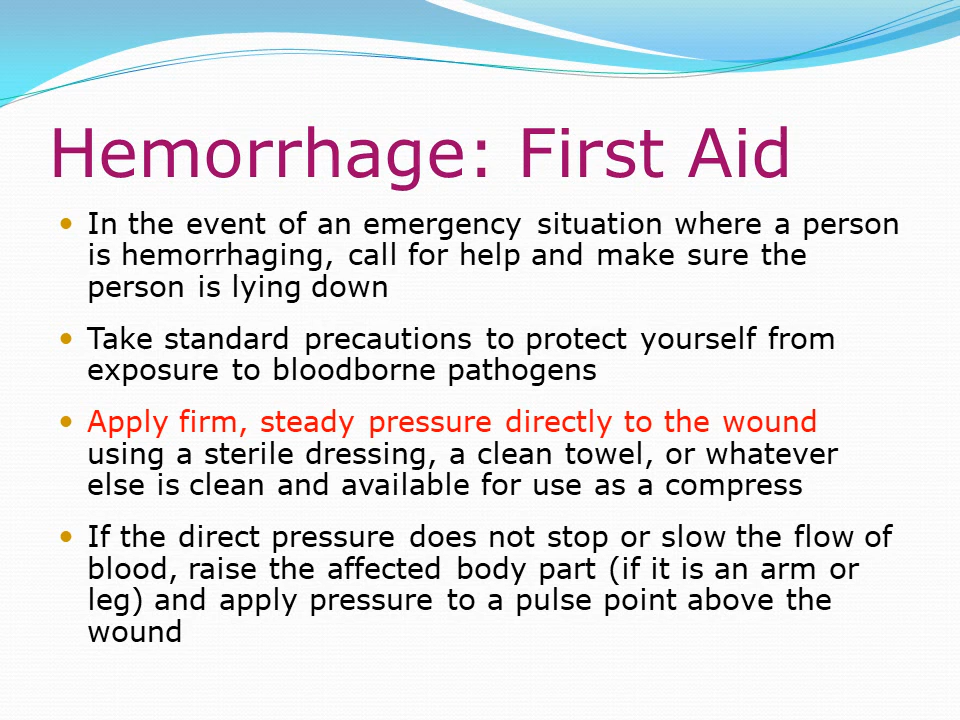 Hemorrhage: First Aid
• In the event of an emergency situation where a person
is hemorrhaging, call for help and make sure the
person is lying down
• Take standard precautions to protect yourself from
exposure to bloodborne pathogens
• Apply firm, steady pressure directly to the wound
using a sterile dressing, a clean towel, or whatever
else is clean and available for use as a compress
• If the direct pressure does not stop or slow the flow of
blood, raise the affected body part (if it is an arm or
leg) and apply pressure to a pulse point above the
wound